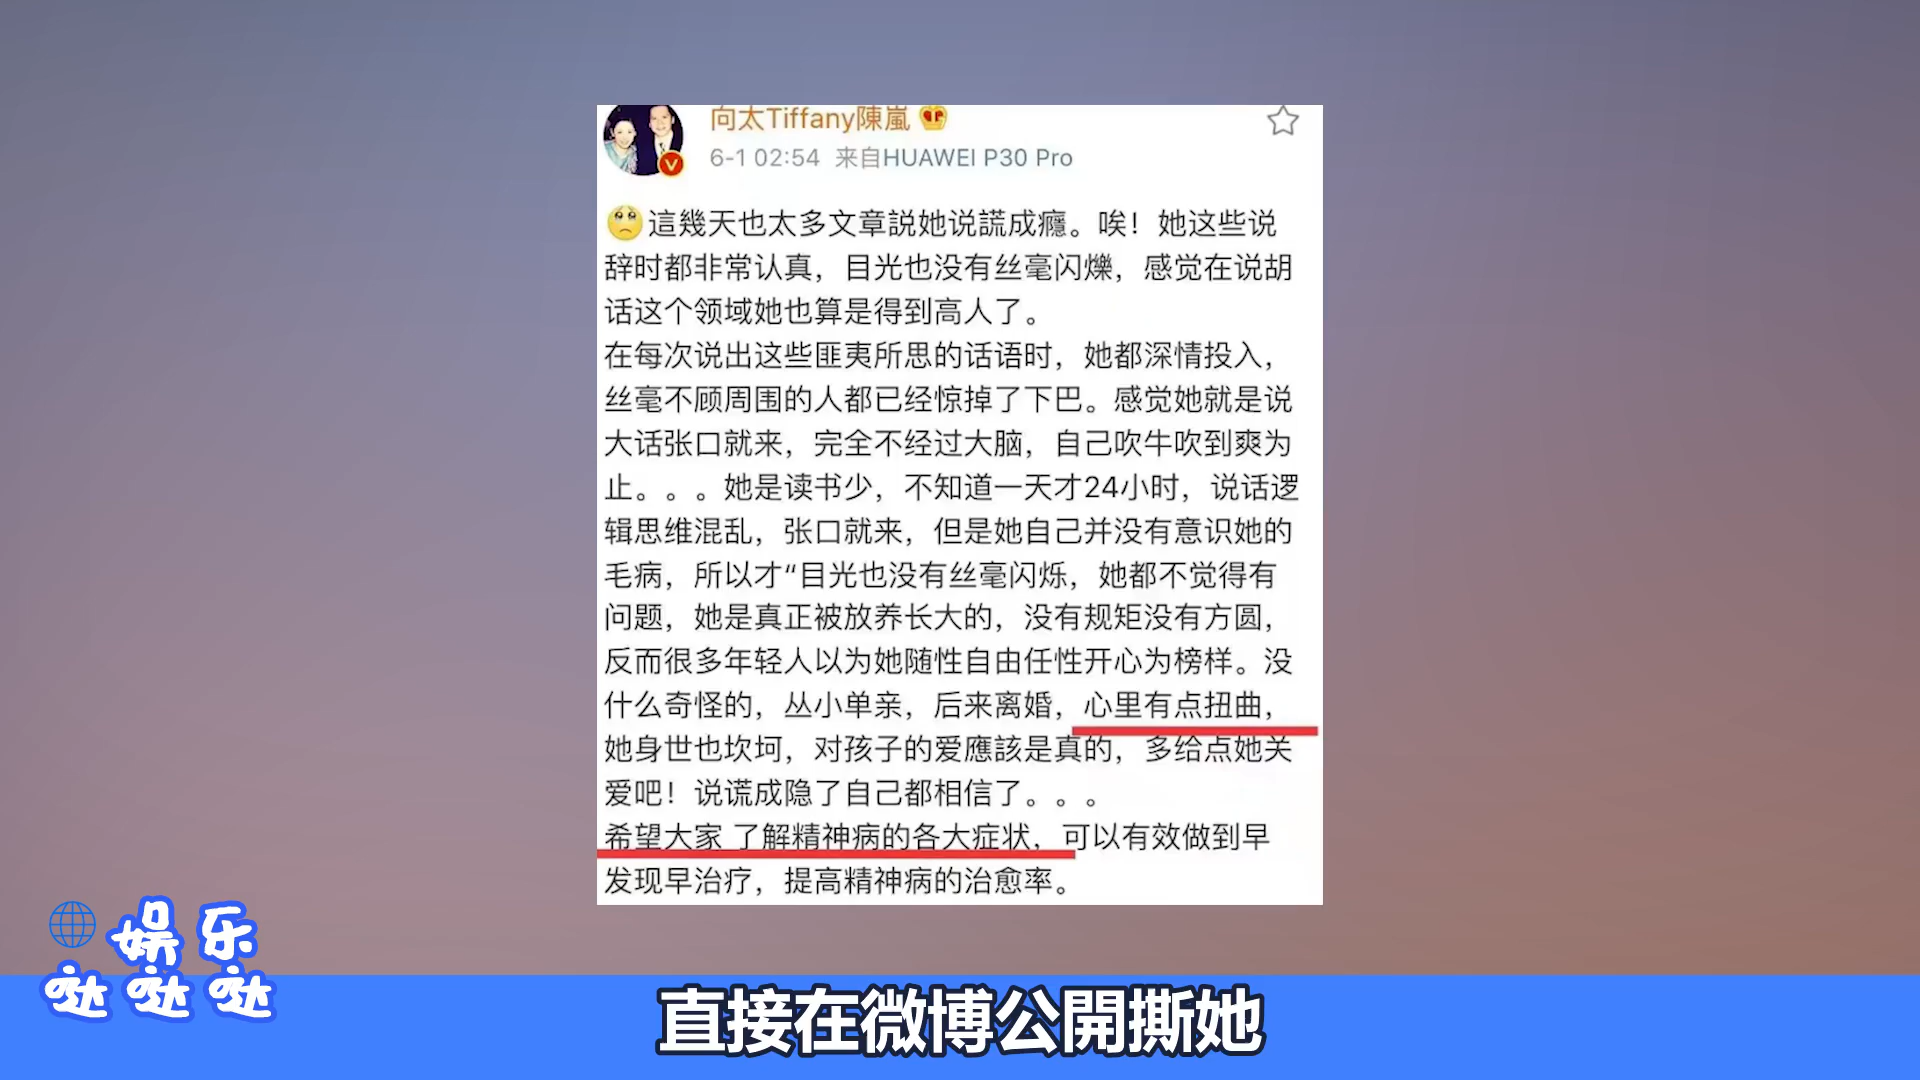 向太Tiffany陳嵐
6-1 02:54 来自HUAWEI P30 Pro
這幾天也太多文章説她说謊成癮。唉！她这些说
辞时都非常认真，目光也没有丝毫闪爍，感觉在说胡
话这个领域她也算是得到高人了。
在每次说出这些匪夷所思的话语时，她都深情投入，
丝毫不顾周围的人都已经惊掉了下巴。感觉她就是说
大话张口就来，完全不经过大脑，自己吹牛吹到爽为
止。。。她是读书少，不知道一天才24小时，说话逻
辑思维混乱，张口就来，但是她自己并没有意识她的
毛病，所以才“目光也没有丝毫闪烁，她都不觉得有
问题，她是真正被放养长大的，没有规矩没有方圆，
反而很多年轻人以为她随性自由任性开心为榜样。没
什么奇怪的，丛小单亲，后来离婚，心里有点扭曲，
她身世也坎坷，对孩子的爱應該是真的，多给点她关
爱吧！说谎成隐了自己都相信了。。。
希望大家 了解精神病的各大症状，可以有效做到早
发现早治疗，提高精神病的治愈率。
娱乐
哒哒哒
直接在微博公開撕她